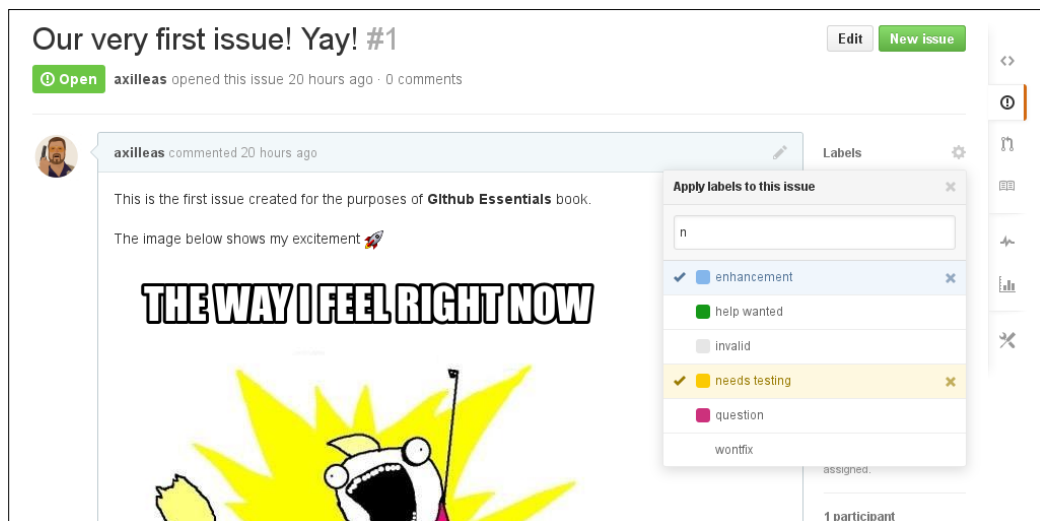 Our very first issue! Yay! #1
Edit
New issue
Open
axilleas opened this issue 20 hours ago · 0 comments
axilleas commented 20 hours ago
Labels
This is the first issue created for the purposes of GIthub Essentials book.
The image below shows my excitement
THE WAY I FEEL RIGHT NOW
Apply labels to this issue
n
enhancement
help wanted
invalid
needs testing
question
wontfix
assigned.
1 participant